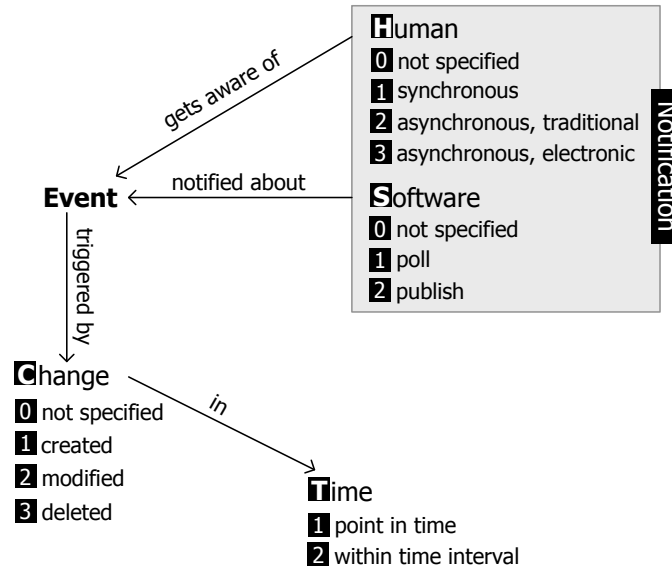 Human
0 not specified
1 synchronous
2 asynchronous, traditional
3 asynchronous, electronic
Notification
gets aware of
Event
notified about
Software
0 not specified
1 poll
2 publish
triggered by
Change
0 not specified
1 created
2 modified
3 deleted
in
Time
1 point in time
2 within time interval